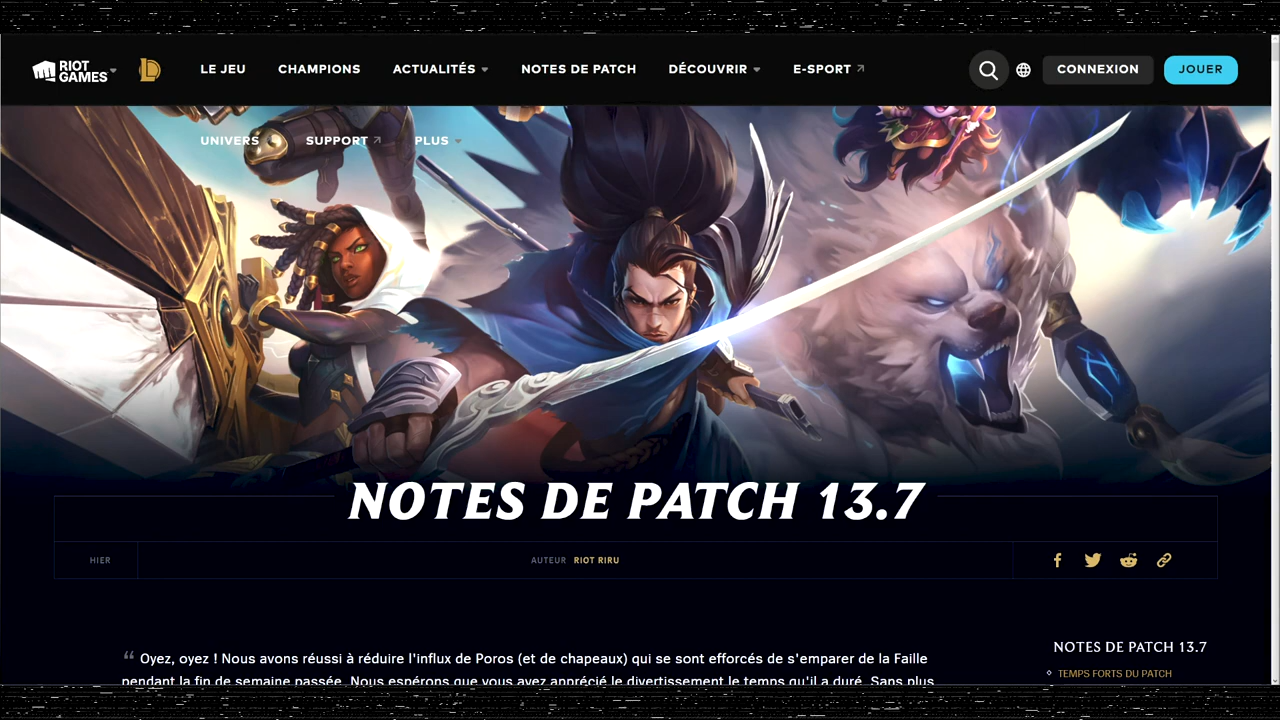 RIOT GAMES
LE JEU CHAMPIONS ACTUALITÉS NOTES DE PATCH DÉCOUVRIR E-SPORT CONNEXION JOUER
UNIVERS SUPPORT PLUS
NOTES DE PATCH 13.7
HIER AUTEUR RIOT RIRU
NOTES DE PATCH 13.7
“ Oyez, oyez ! Nous avons réussi à réduire l'influx de Poros (et de chapeaux) qui se sont efforcés de s'emparer de la Faille
TEMPS FORTS DU PATCH
pendant la fin de semaine passée. Nous espérons que vous avez apprécié le divertissement le temps qu'il a duré. Sans plus